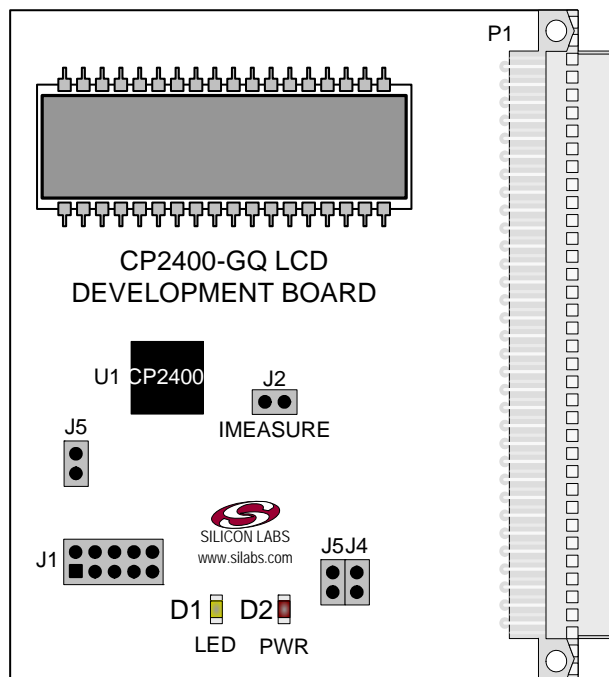 P1
CP2400-GQ LCD
DEVELOPMENT BOARD
U1 CP2400
J2
IMEASURE
J5
SILICON LABS
www.silabs.com
J1
J5 J4
D1 D2
LED PWR